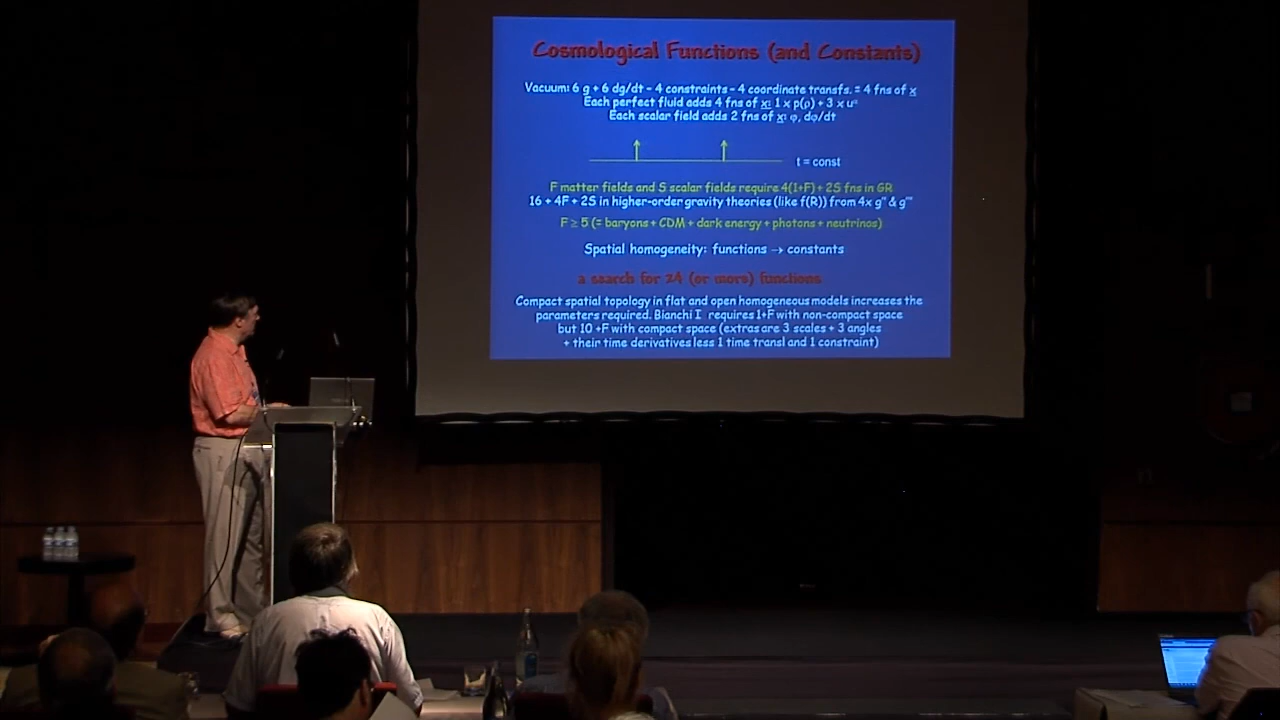 Cosmological Functions (and Constants)
Vacuum: 6 g + 6 dg/dt – 4 constraints – 4 coordinate transfs. = 4 fns of x
Each perfect fluid adds 4 fns of x: 1 x p(ρ) + 3 x uᵅ
Each scalar field adds 2 fns of x: φ, dφ/dt
t = const
F matter fields and S scalar fields require 4(1+F) + 2S fns in GR
16 + 4F + 2S in higher-order gravity theories (like f(R)) from 4x g'' & g'''
F ≥ 5 (= baryons + CDM + dark energy + photons + neutrinos)
Spatial homogeneity: functions → constants
a search for 24 (or more) functions
Compact spatial topology in flat and open homogeneous models increases the
parameters required. Bianchi I requires 1+F with non-compact space
but 10 +F with compact space (extras are 3 scales + 3 angles
+ their time derivatives less 1 time transl and 1 constraint)